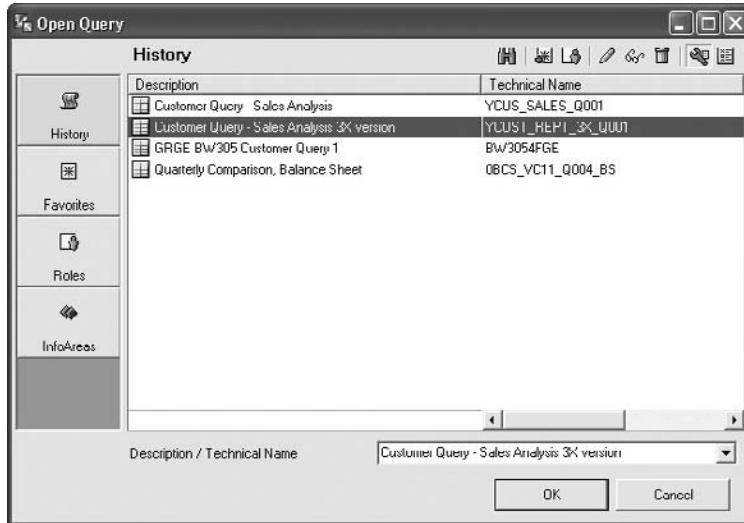 Open Query
History
Description Technical Name
Customer Query Sales Analysis YCUS_SALES_Q001
Customer Query - Sales Analysis 3X version YCUST_REPT_3X_Q001
GRGE BW305 Customer Query 1 BW3054FGE
Quarterly Comparison, Balance Sheet 0BCS_VC11_Q004_BS
History
Favorites
Roles
InfoAreas
Description / Technical Name Customer Query - Sales Analysis 3X version
OK Cancel